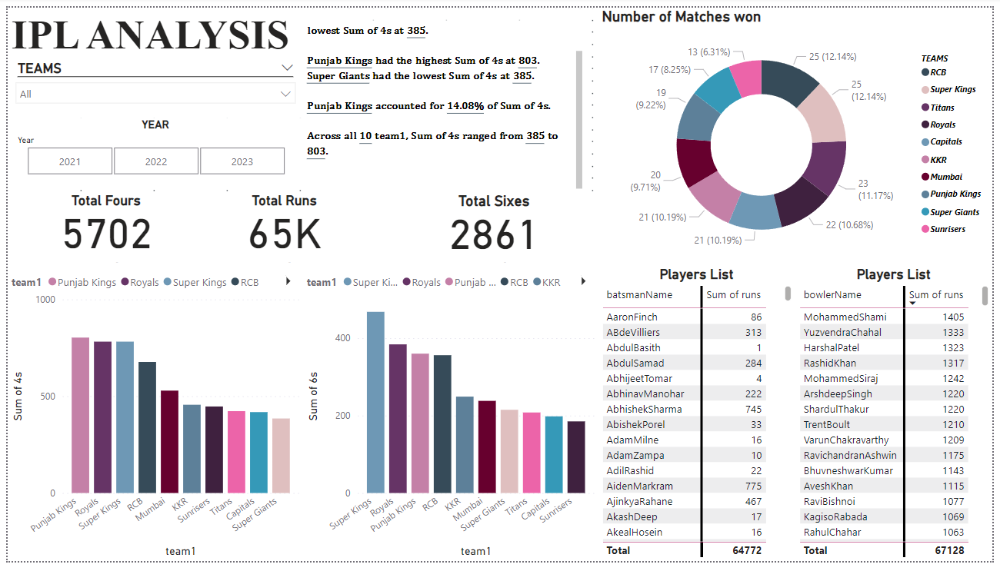 IPL ANALYSIS
TEAMS
All
YEAR
Year
2021
2022
2023
lowest Sum of 4s at 385.
Punjab Kings had the highest Sum of 4s at 803.
Super Giants had the lowest Sum of 4s at 385.
Punjab Kings accounted for 14.08% of Sum of 4s.
Across all 10 team1, Sum of 4s ranged from 385 to
803.
Total Fours
5702
Total Runs
65K
Total Sixes
2861
Number of Matches won
25 (12.14%)
25
(12.14%)
23
(11.17%)
22 (10.68%)
21 (10.19%)
21 (10.19%)
20
(9.71%)
19
(9.22%)
17 (8.25%)
13 (6.31%)
TEAMS
RCB
Super Kings
Titans
Royals
Capitals
KKR
Mumbai
Punjab Kings
Super Giants
Sunrisers
team1 Punjab Kings Royals Super Kings RCB
Sum of 4s
1000
500
0
Punjab Kings
Royals
Super Kings
RCB
Mumbai
KKR
Sunrisers
Titans
Capitals
Super Giants
team1
team1 Super Ki... Royals Punjab ... RCB KKR
Sum of 6s
400
200
0
Super Kings
Royals
Punjab Kings
RCB
KKR
Mumbai
Super Giants
Titans
Capitals
Sunrisers
team1
Players List
batsmanName Sum of runs
AaronFinch 86
ABdeVilliers 313
AbdulBasith 1
AbdulSamad 284
AbhijeetTomar 4
AbhinavManohar 222
AbhishekSharma 745
AbishekPorel 33
AdamMilne 16
AdamZampa 10
AdilRashid 22
AidenMarkram 775
AjinkyaRahane 467
AkashDeep 17
AkealHosein 16
Total 64772
Players List
bowlerName Sum of runs
MohammedShami 1405
YuzvendraChahal 1333
HarshalPatel 1323
RashidKhan 1317
MohammedSiraj 1242
ArshdeepSingh 1220
ShardulThakur 1220
TrentBoult 1210
VarunChakravarthy 1209
RavichandranAshwin 1175
BhuvneshwarKumar 1143
AveshKhan 1115
RaviBishnoi 1077
KagisoRabada 1069
RahulChahar 1063
Total 67128